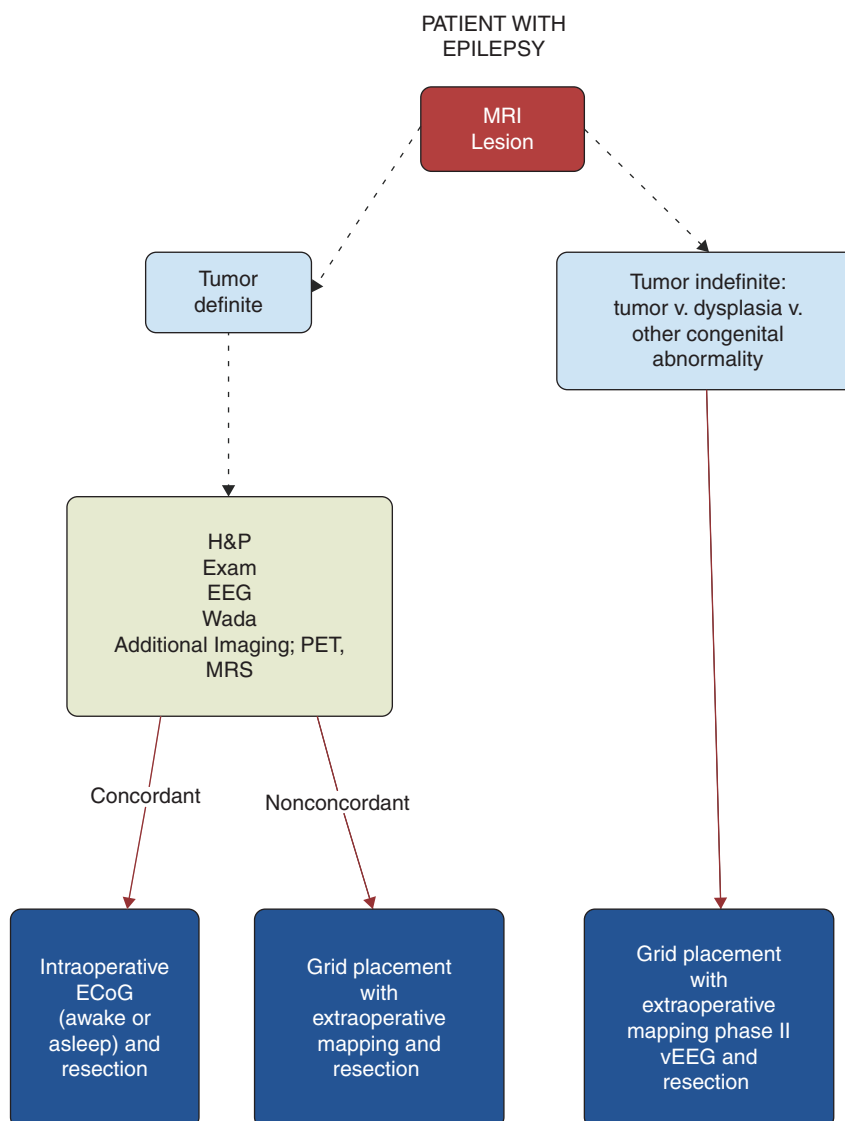 PATIENT WITH
EPILEPSY
MRI
Lesion
Tumor
definite
Tumor indefinite:
tumor v. dysplasia v.
other congenital
abnormality
H&P
Exam
EEG
Wada
Additional Imaging; PET,
MRS
Concordant
Nonconcordant
Intraoperative
ECoG
(awake or
asleep) and
resection
Grid placement
with
extraoperative
mapping and
resection
Grid placement
with
extraoperative
mapping phase II
vEEG and
resection